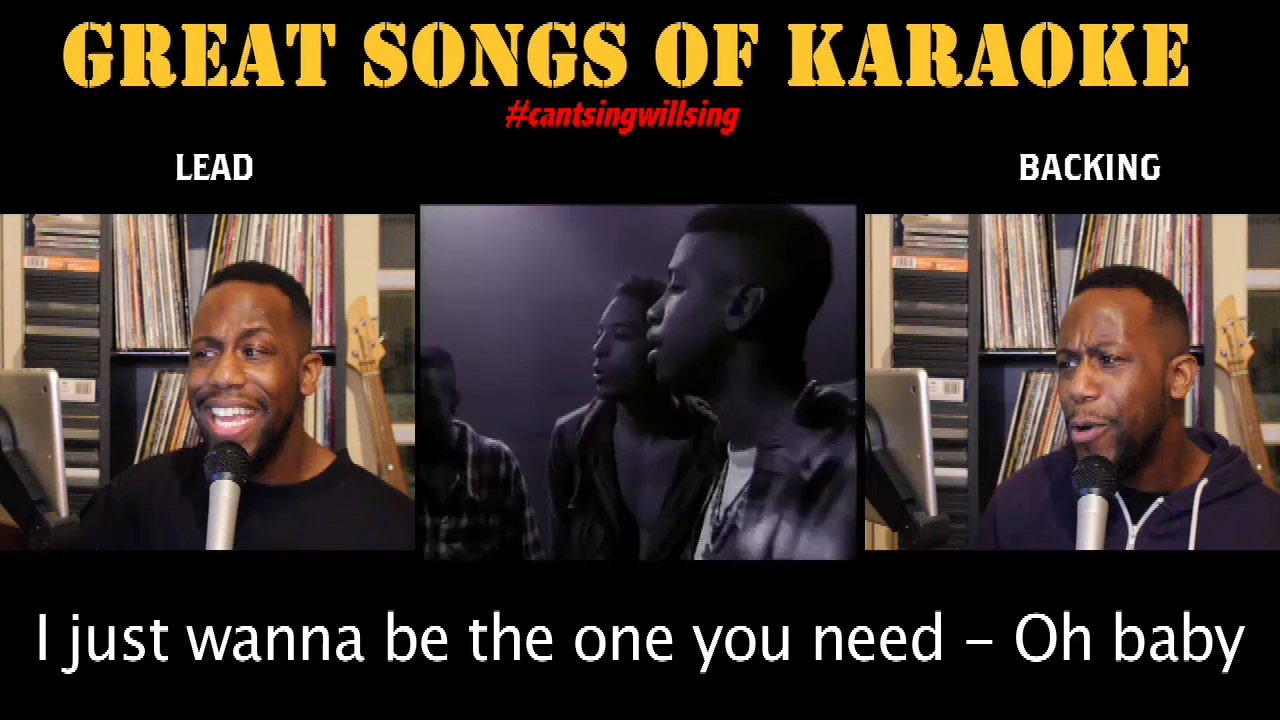 GREAT SONGS OF KARAOKE
#cantsingwillsing
LEAD
BACKING
I just wanna be the one you need – Oh baby